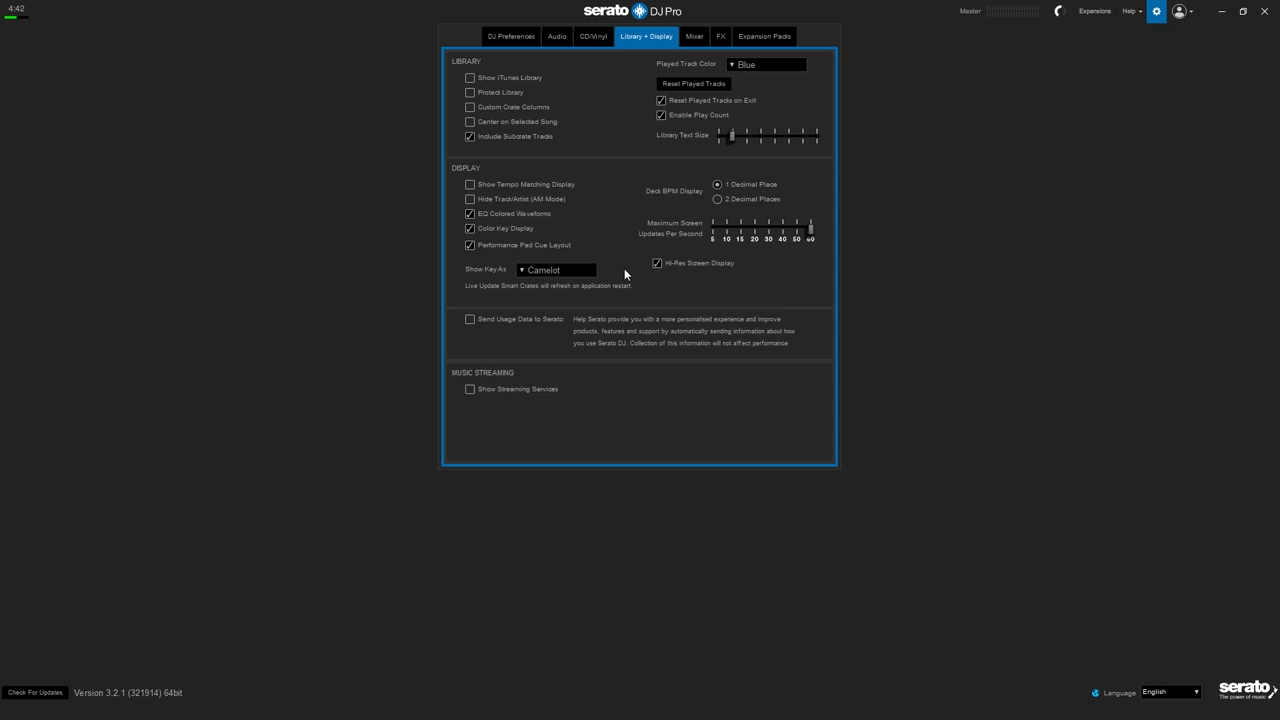 4:42
serato DJ Pro
Master
Expansions
Help
DJ Preferences
Audio
CD/Vinyl
Library + Display
Mixer
FX
Expansion Packs
LIBRARY
Show iTunes Library
Protect Library
Custom Crate Columns
Center on Selected Song
Include Subcrate Tracks
Played Track Color
Blue
Reset Played Tracks
Reset Played Tracks on Exit
Enable Play Count
Library Text Size
DISPLAY
Show Tempo Matching Display
Hide Track/Artist (AM Mode)
EQ Colored Waveforms
Color Key Display
Performance Pad Cue Layout
Show Key As
Camelot
Live Update Smart Crates will refresh on application restart.
Deck BPM Display
1 Decimal Place
2 Decimal Places
Maximum Screen
Updates Per Second
5 10 15 20 30 40 50 60
Hi-Res Screen Display
Send Usage Data to Serato
Help Serato provide you with a more personalised experience and improve
products, features and support by automatically sending information about how
you use Serato DJ. Collection of this information will not affect performance
MUSIC STREAMING
Show Streaming Services
Check For Updates
Version 3.2.1 (321914) 64bit
Language
English
serato
The power of music